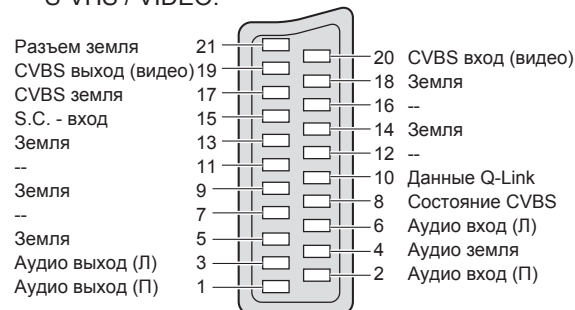 S-VHS / VIDEO.
Разъем земля 21
CVBS выход (видео) 19
CVBS земля 17
S.C. - вход 15
Земля 13
-- 11
Земля 9
-- 7
Земля 5
Аудио выход (Л) 3
Аудио выход (П) 1
20 CVBS вход (видео)
18 Земля
16 --
14 Земля
12 --
10 Данные Q-Link
8 Состояние CVBS
6 Аудио вход (Л)
4 Аудио земля
2 Аудио вход (П)